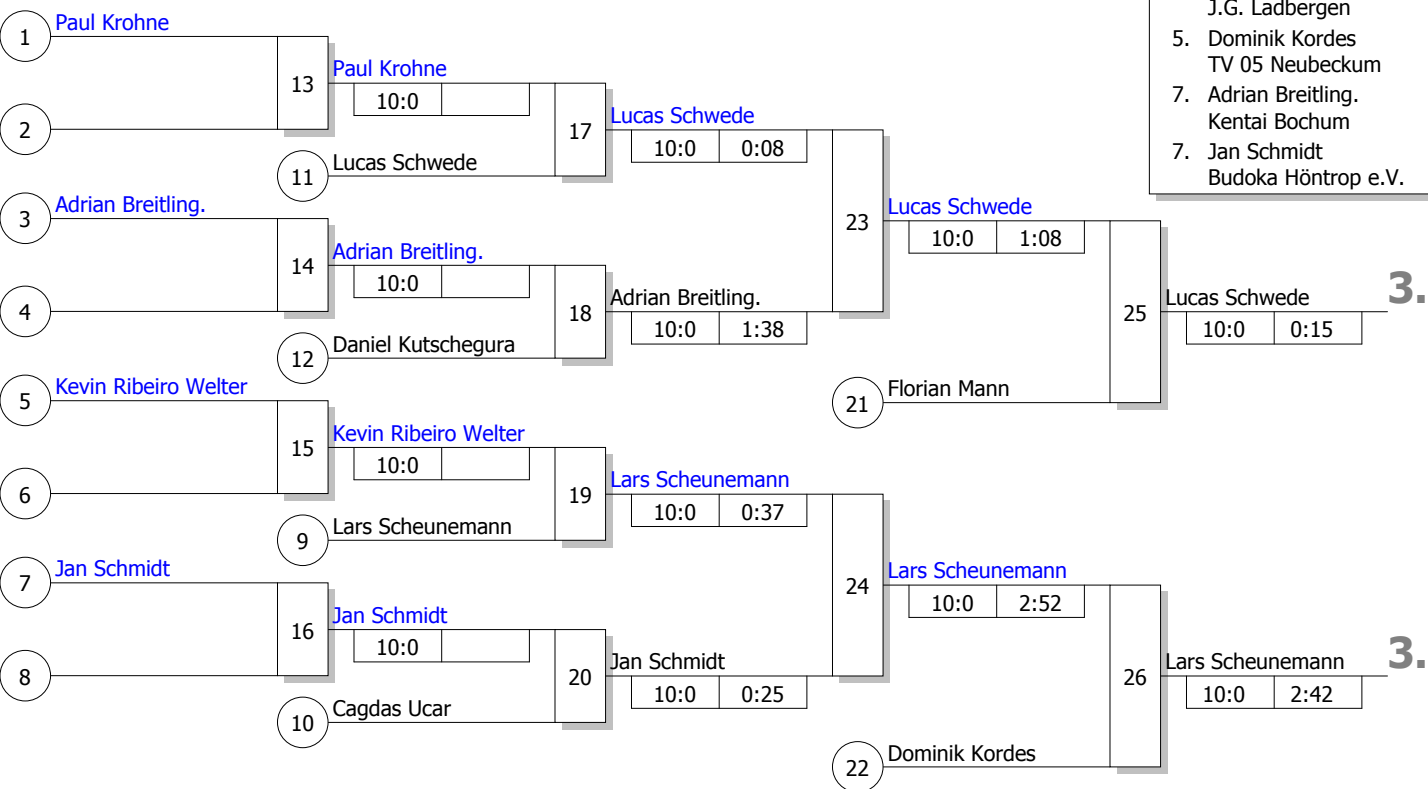 J.G. Ladbergen
5. Dominik Kordes
TV 05 Neubeckum
7. Adrian Breitling.
Kentai Bochum
7. Jan Schmidt
Budoka Höntrop e.V.
1 Paul Krohne
13 Paul Krohne
10:0
2
17 Lucas Schwede
10:0 0:08
11 Lucas Schwede
3 Adrian Breitling.
23 Lucas Schwede
10:0 1:08
14 Adrian Breitling.
10:0
4
18 Adrian Breitling.
10:0 1:38
25 Lucas Schwede 3.
10:0 0:15
12 Daniel Kutschegura
5 Kevin Ribeiro Welter
21 Florian Mann
15 Kevin Ribeiro Welter
10:0
6
19 Lars Scheunemann
10:0 0:37
9 Lars Scheunemann
7 Jan Schmidt
24 Lars Scheunemann
10:0 2:52
16 Jan Schmidt
10:0
8
20 Jan Schmidt
10:0 0:25
26 Lars Scheunemann 3.
10:0 2:42
10 Cagdas Ucar
22 Dominik Kordes